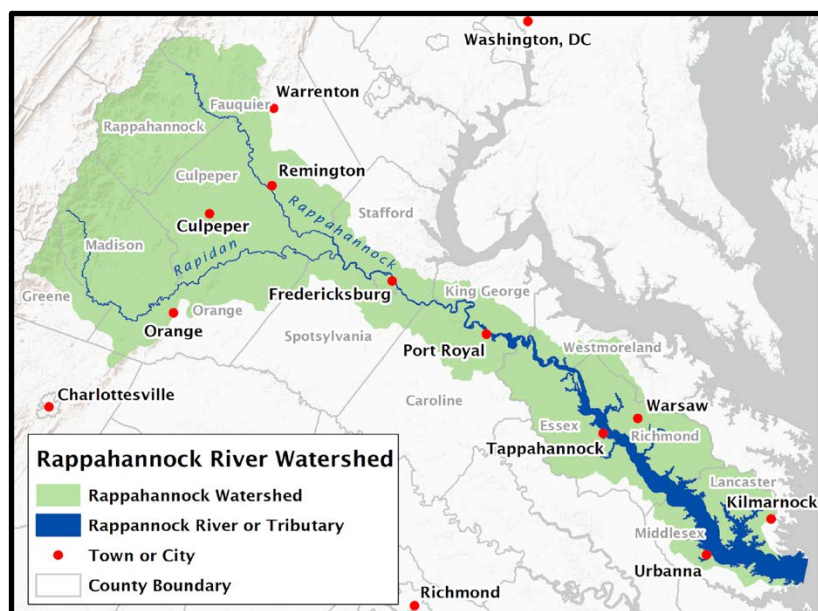 Washington, DC
Warrenton
Fauquier
Rappahannock
Remington
Culpeper
Culpeper
Stafford
Rappahannock
Madison
Rapidan
Fredericksburg
King George
Greene
Orange
Orange
Spotsylvania
Port Royal
Westmoreland
Charlottesville
Caroline
Warsaw
Essex
Richmond
Tappahannock
Lancaster
Kilmarnock
Middlesex
Urbanna
Richmond
Rappahannock River Watershed
Rappahannock Watershed
Rappannock River or Tributary
Town or City
County Boundary